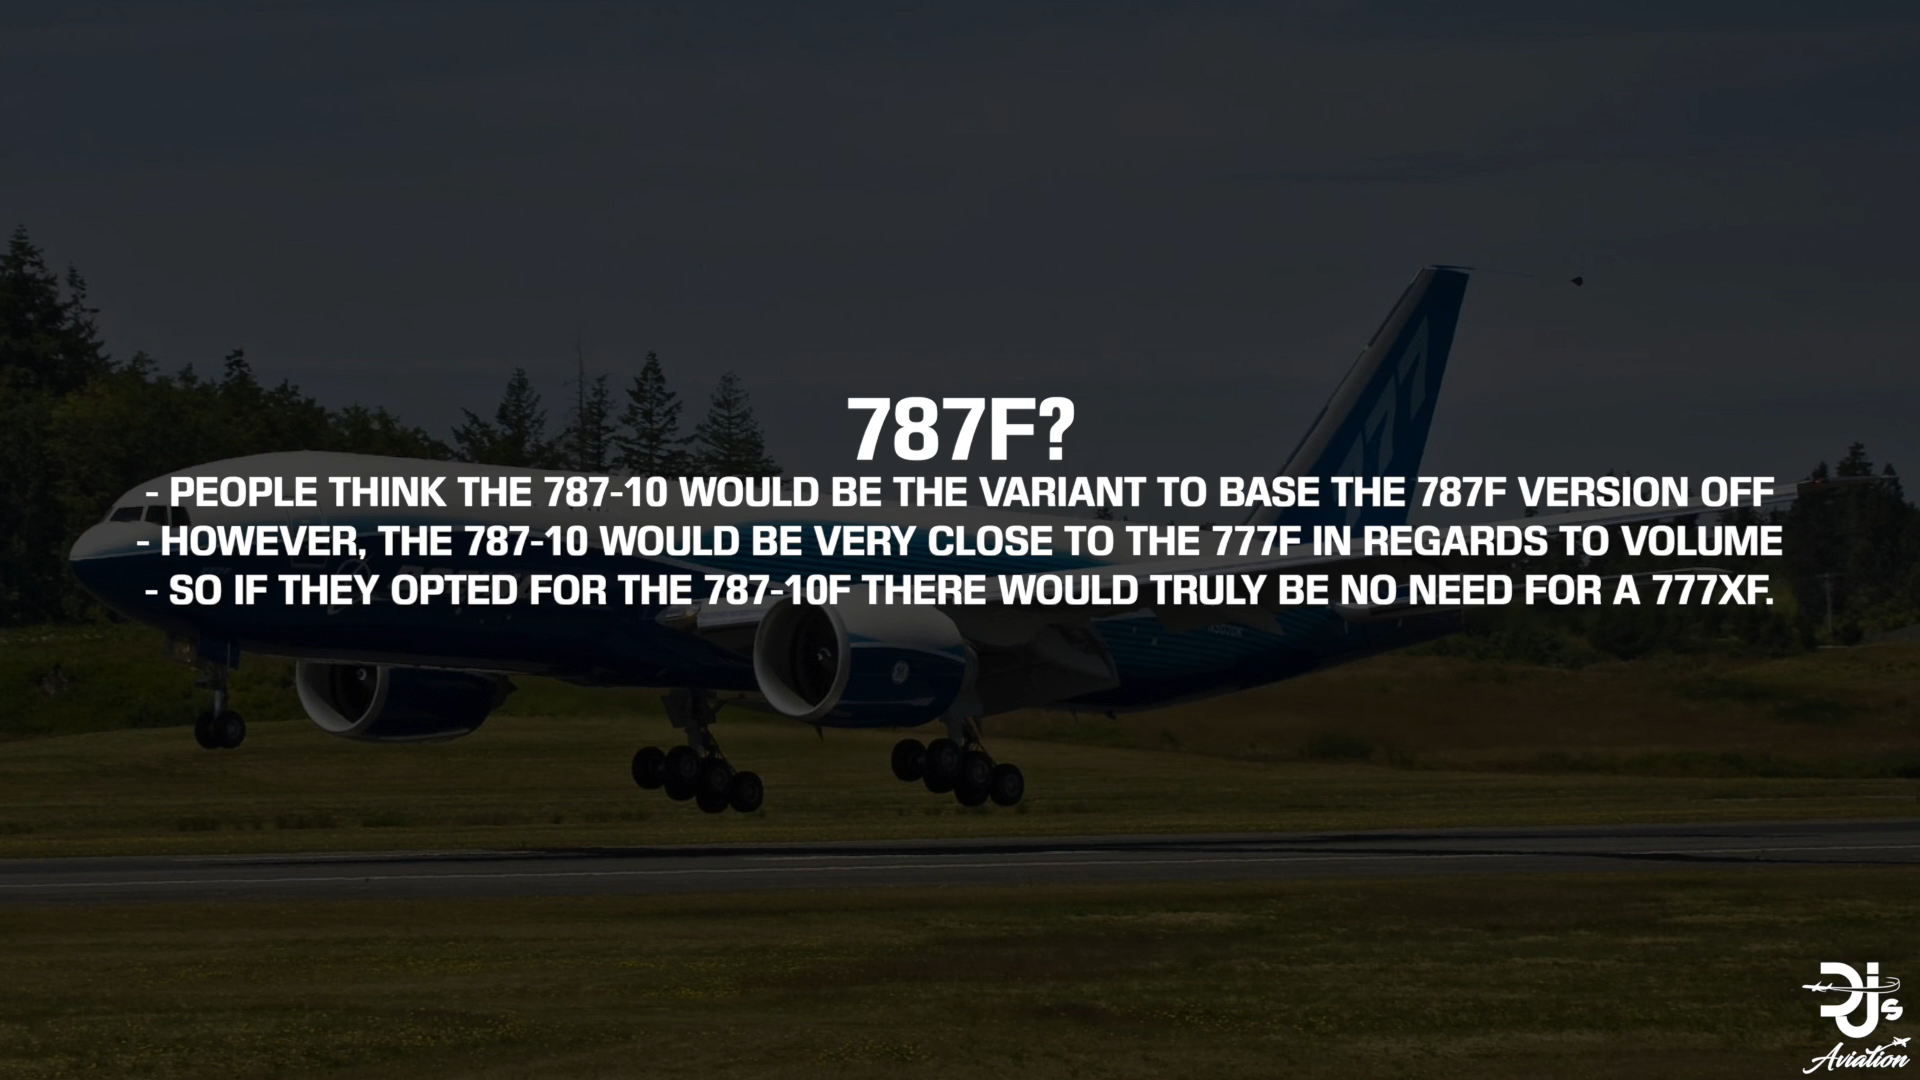 787F?
- PEOPLE THINK THE 787-10 WOULD BE THE VARIANT TO BASE THE 787F VERSION OFF
- HOWEVER, THE 787-10 WOULD BE VERY CLOSE TO THE 777F IN REGARDS TO VOLUME
- SO IF THEY OPTED FOR THE 787-10F THERE WOULD TRULY BE NO NEED FOR A 777XF.
777
DJs
Aviation